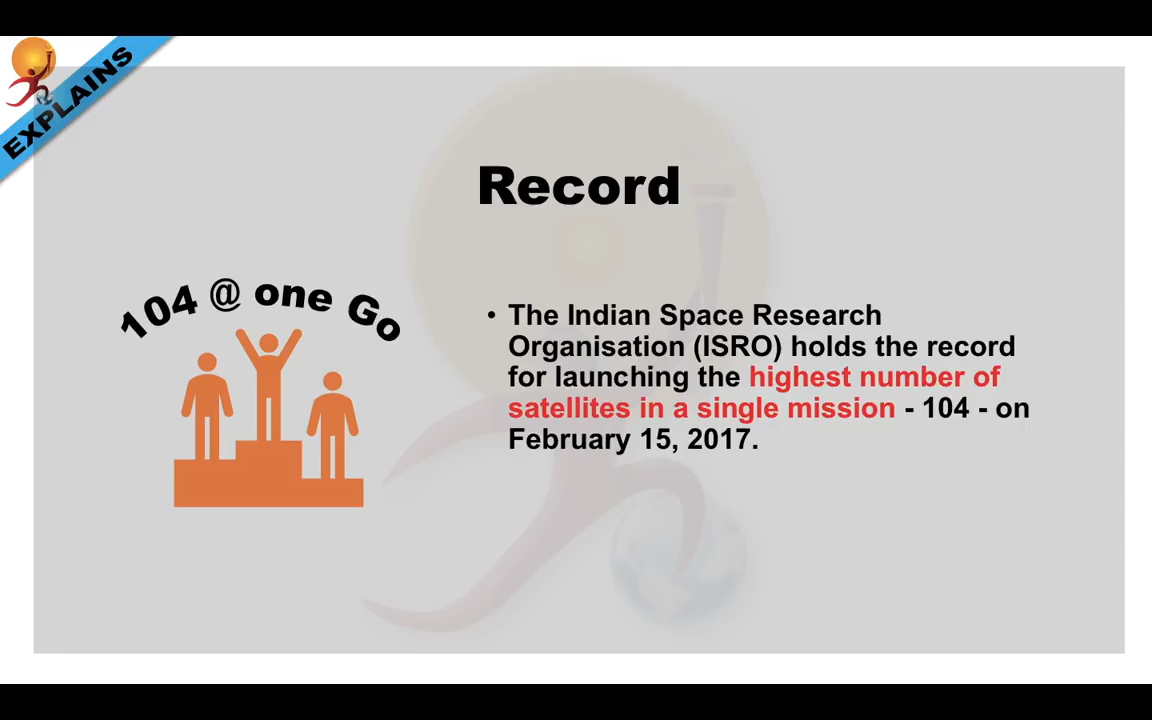 EXPLAINS
Record
104 @ one Go
• The Indian Space Research
Organisation (ISRO) holds the record
for launching the highest number of
satellites in a single mission - 104 - on
February 15, 2017.